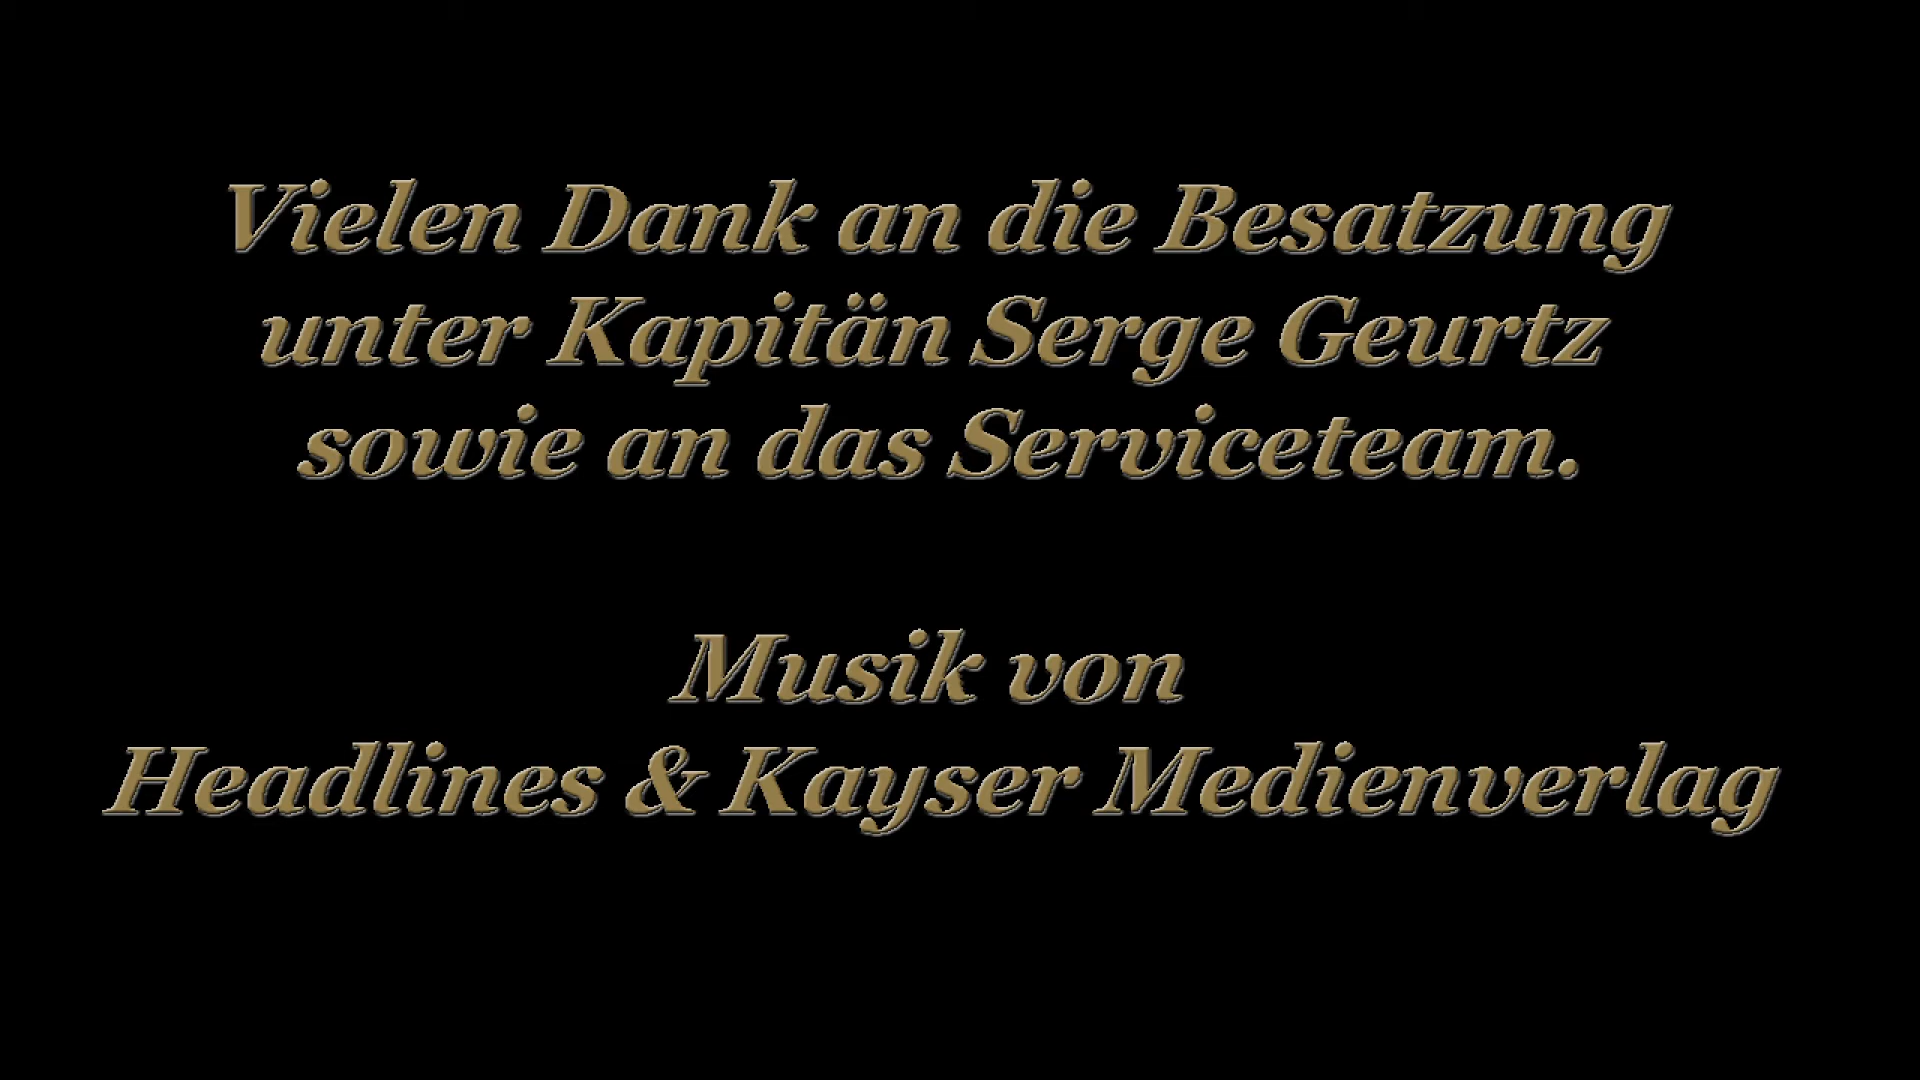 Vielen Dank an die Besatzung
unter Kapitän Serge Geurtz
sowie an das Serviceteam.
Musik von
Headlines & Kayser Medienverlag